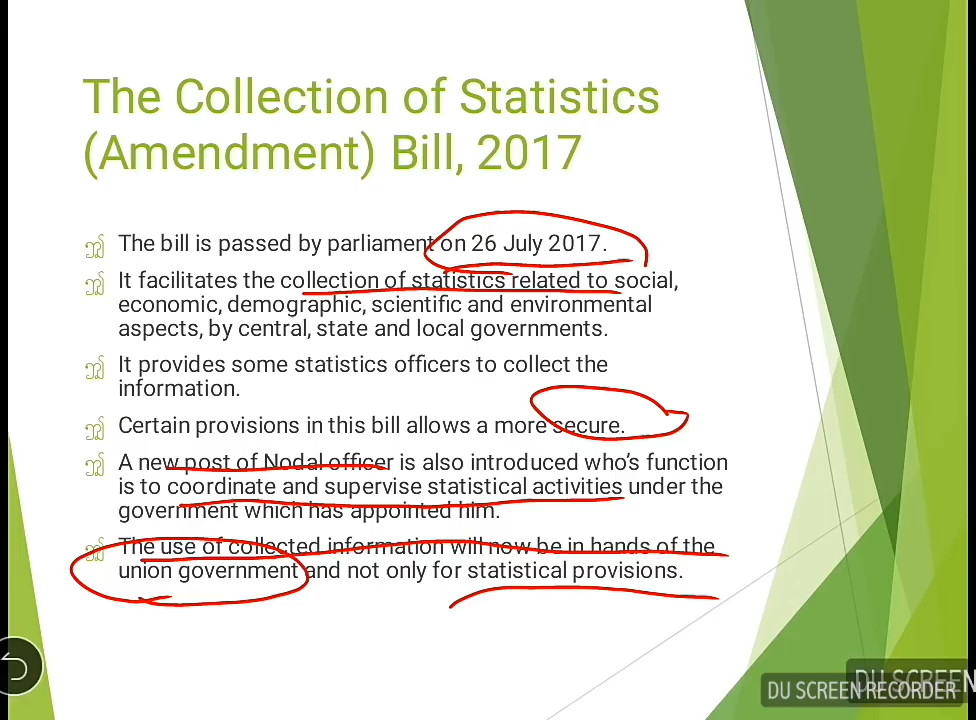 The Collection of Statistics
(Amendment) Bill, 2017
The bill is passed by parliament on 26 July 2017.
It facilitates the collection of statistics related to social,
economic, demographic, scientific and environmental
aspects, by central, state and local governments.
It provides some statistics officers to collect the
information.
Certain provisions in this bill allows a more secure.
A new post of Nodal officer is also introduced who's function
is to coordinate and supervise statistical activities under the
government which has appointed him.
The use of collected information will now be in hands of the
union government and not only for statistical provisions.
DU SCREEN RECORDER
DU SCREEN